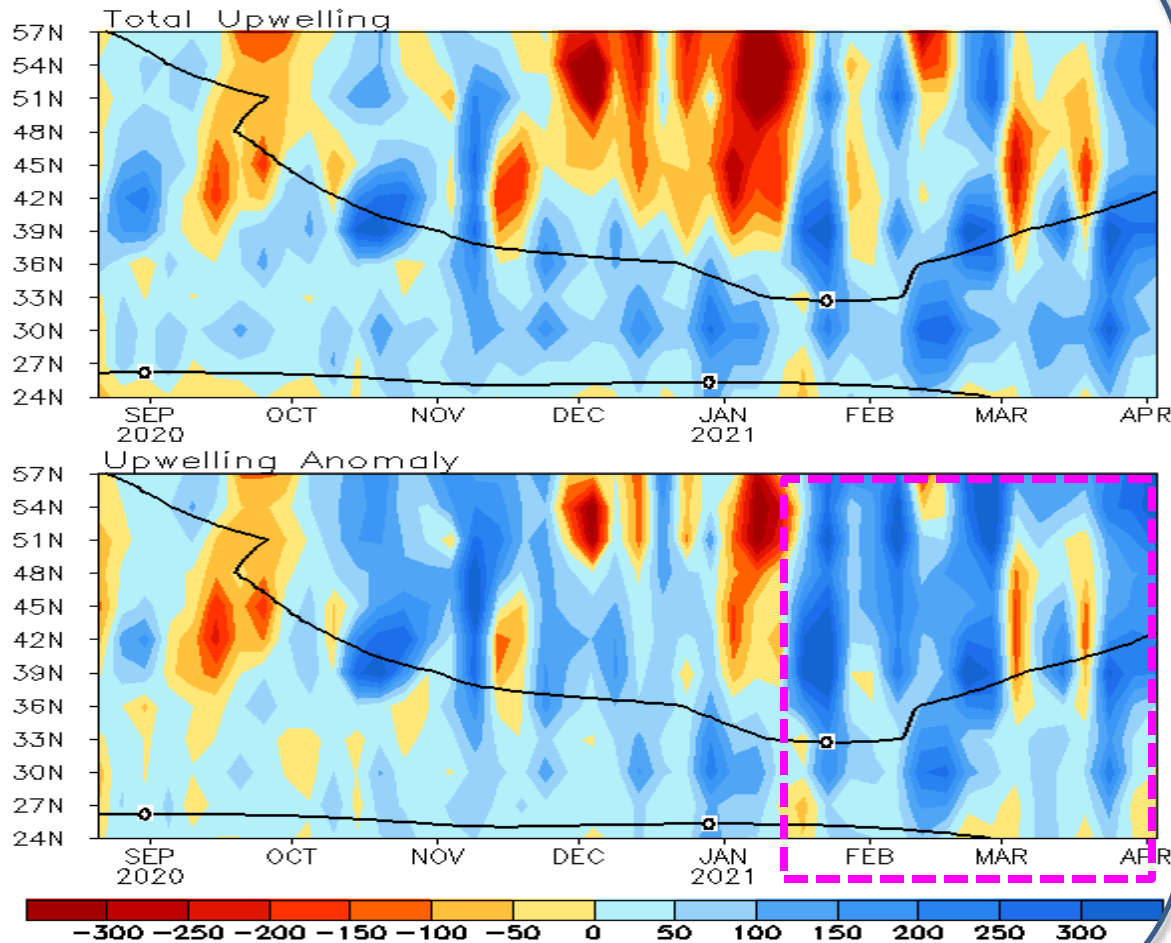 Total Upwelling
57N
54N
51N
48N
45N
42N
39N
36N
33N
30N
27N
24N
SEP OCT NOV DEC JAN FEB MAR APR
2020 2021
Upwelling Anomaly
57N
54N
51N
48N
45N
42N
39N
36N
33N
30N
27N
24N
SEP OCT NOV DEC JAN FEB MAR APR
2020 2021
-300 -250 -200 -150 -100 -50 0 50 100 150 200 250 300